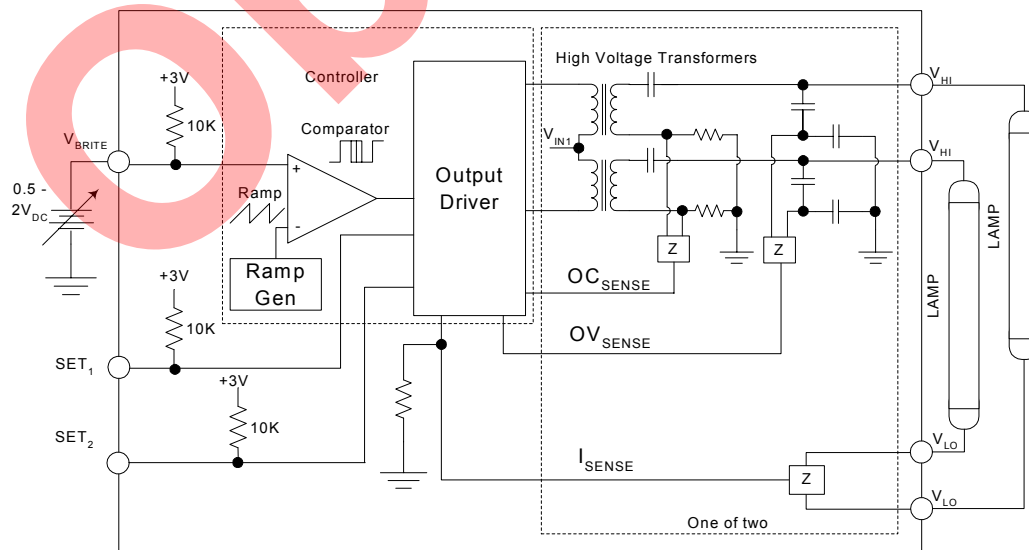 Controller
High Voltage Transformers
+3V
10K
V_BRITE
Comparator
+
-
Ramp
0.5 -
2V_DC
Ramp
Gen
Output
Driver
V_IN1
V_HI
V_HI
Z
Z
OC_SENSE
OV_SENSE
LAMP
LAMP
+3V
10K
SET_1
+3V
10K
SET_2
I_SENSE
Z
V_LO
V_LO
One of two